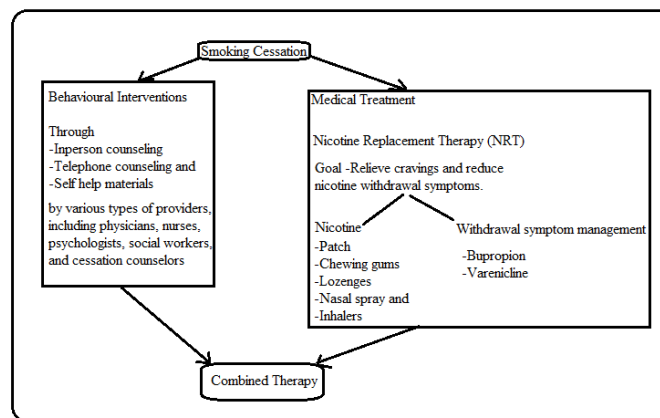 Smoking Cessation
Behavioural Interventions
Through
-Inperson counseling
-Telephone counseling and
-Self help materials
by various types of providers,
including physicians, nurses,
psychologists, social workers,
and cessation counselors
Medical Treatment
Nicotine Replacement Therapy (NRT)
Goal -Relieve cravings and reduce
nicotine withdrawal symptoms.
Nicotine
-Patch
-Chewing gums
-Lozenges
-Nasal spray and
-Inhalers
Withdrawal symptom management
-Bupropion
-Varenicline
Combined Therapy